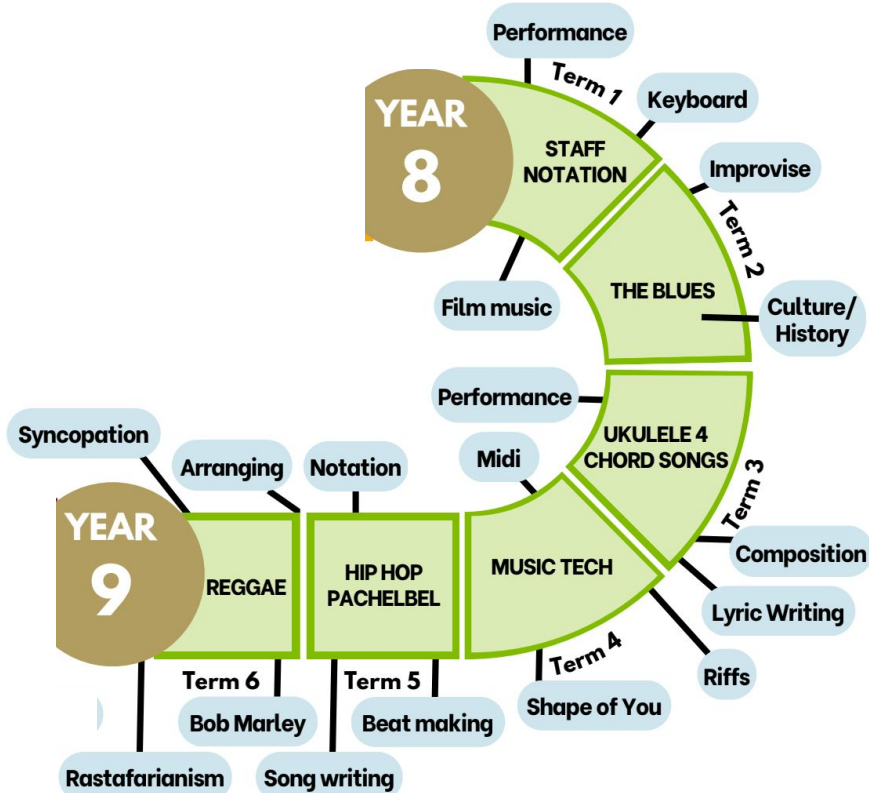 Performance
Term 1
YEAR
8
Keyboard
STAFF
NOTATION
Improvise
Term 2
Film music
THE BLUES
Culture/
History
Performance
UKULELE 4
CHORD SONGS
Term 3
Composition
Lyric Writing
Riffs
Midi
MUSIC TECH
Term 4
Shape of You
Notation
HIP HOP
PACHELBEL
Term 5
Beat making
Song writing
Arranging
Syncopation
REGGAE
Term 6
Bob Marley
Rastafarianism
YEAR
9